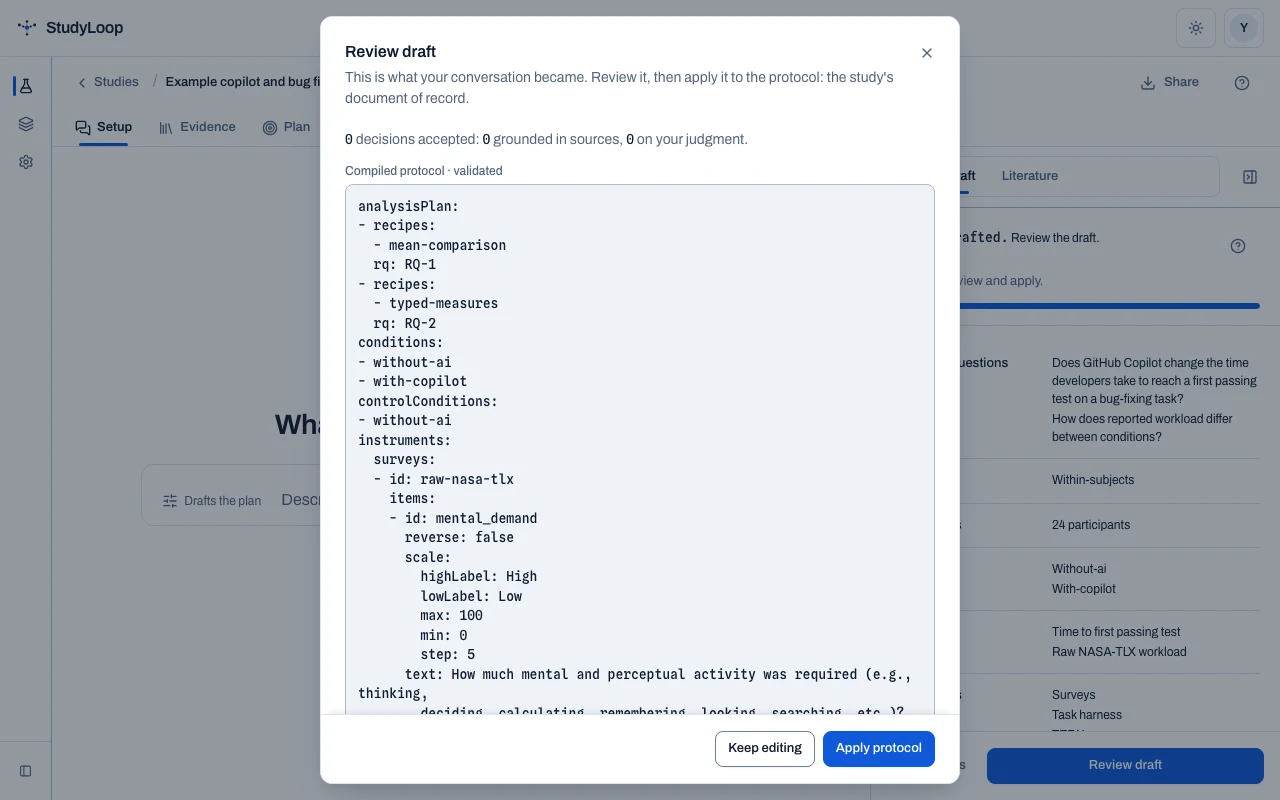 StudyLoop
Y
Studies / Example copilot and bug fi
Share
Setup
Evidence
Plan
Literature
Review the draft.
view and apply.
Does GitHub Copilot change the time
developers take to reach a first passing
test on a bug-fixing task?
How does reported workload differ
between conditions?
Within-subjects
24 participants
Without-ai
With-copilot
Time to first passing test
Raw NASA-TLX workload
Surveys
Task harness
Review draft
Drafts the plan
Review draft
This is what your conversation became. Review it, then apply it to the protocol: the study's
document of record.
0 decisions accepted: 0 grounded in sources, 0 on your judgment.
Compiled protocol · validated
analysisPlan:
- recipes:
  - mean-comparison
  rq: RQ-1
- recipes:
  - typed-measures
  rq: RQ-2
conditions:
- without-ai
- with-copilot
controlConditions:
- without-ai
instruments:
  surveys:
  - id: raw-nasa-tlx
    items:
    - id: mental_demand
      reverse: false
      scale:
        highLabel: High
        lowLabel: Low
        max: 100
        min: 0
        step: 5
      text: How much mental and perceptual activity was required (e.g.,
thinking,
        deciding, calculating, remembering, looking, searching, etc.)?
Keep editing
Apply protocol